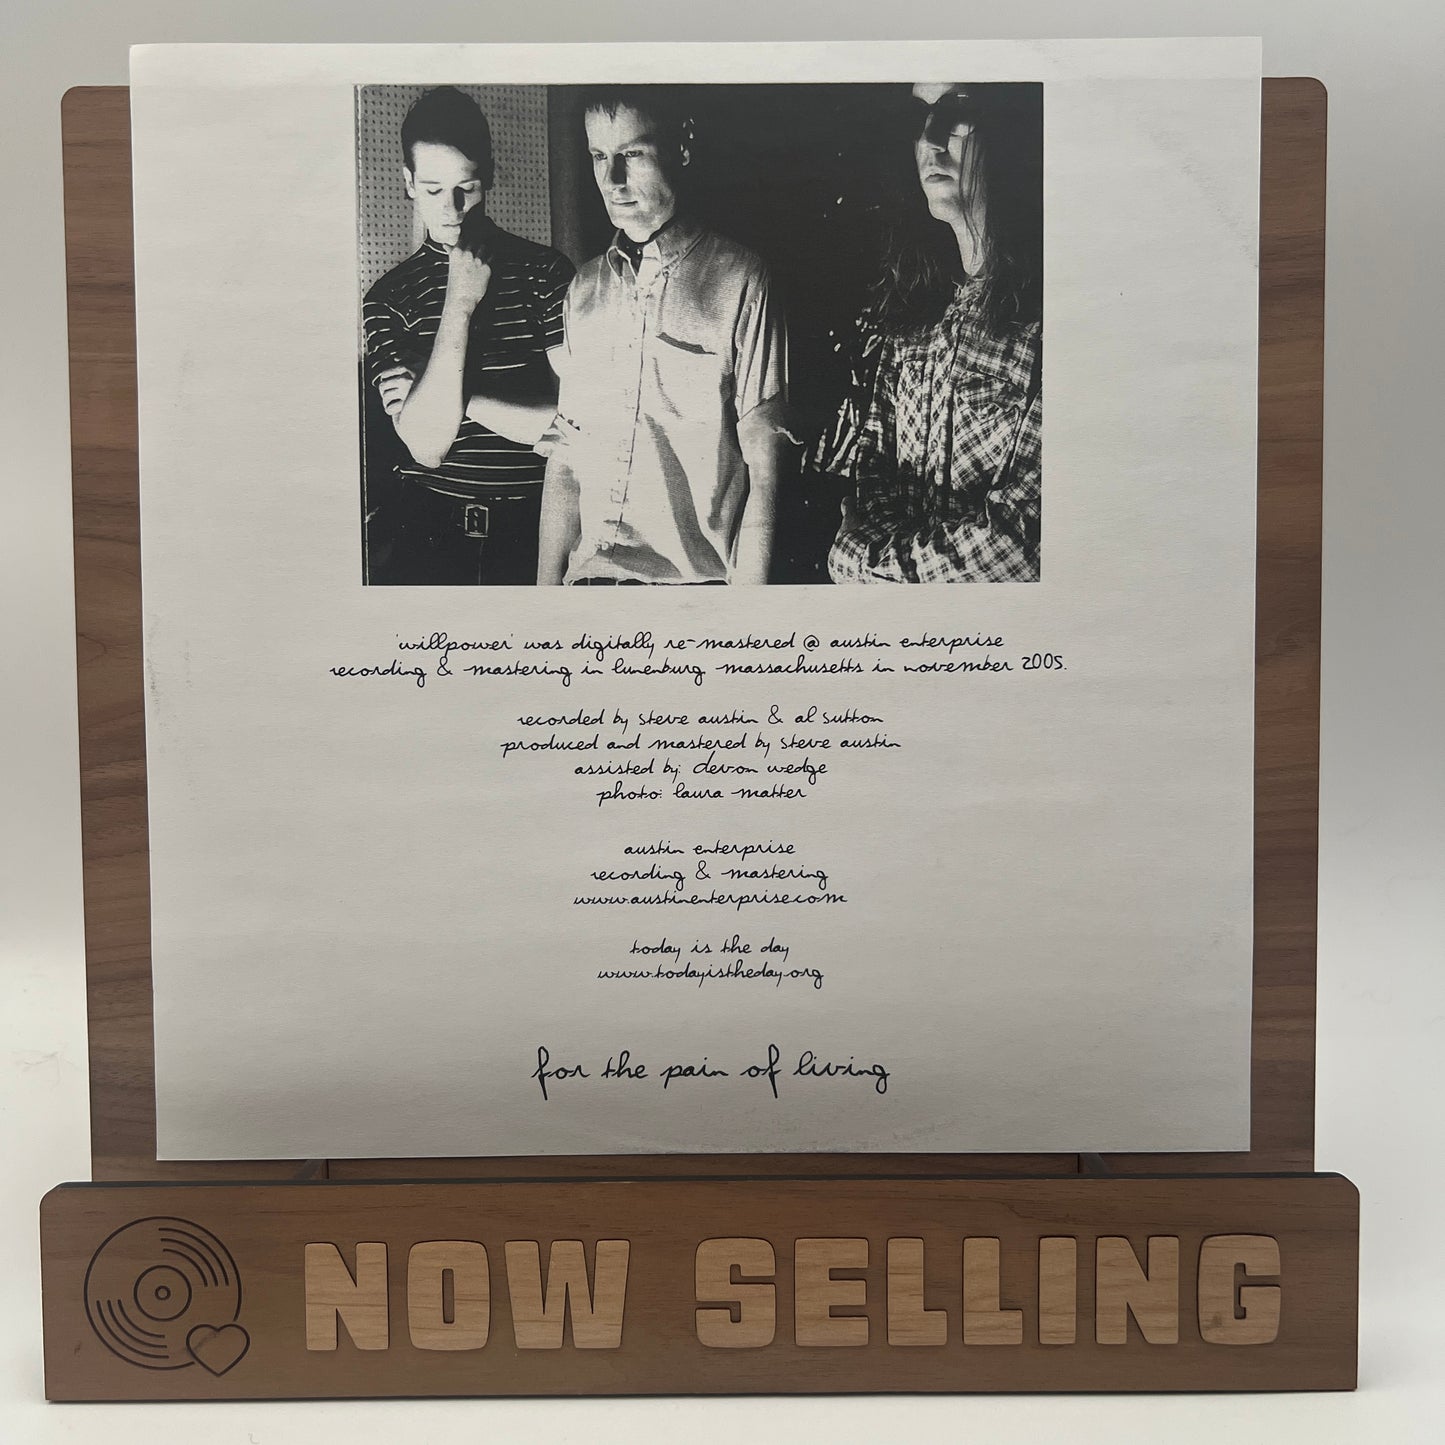 'willpower' was digitally re-mastered @ austin enterprise
recording & mastering in lunenburg massachusetts in november 2005.
recorded by steve austin & al sutton
produced and mastered by steve austin
assisted by: devon wedge
photo: laura matter
austin enterprise
recording & mastering
www.austinenterprise.com
today is the day
www.todayistheday.org
for the pain of living
NOW SELLING